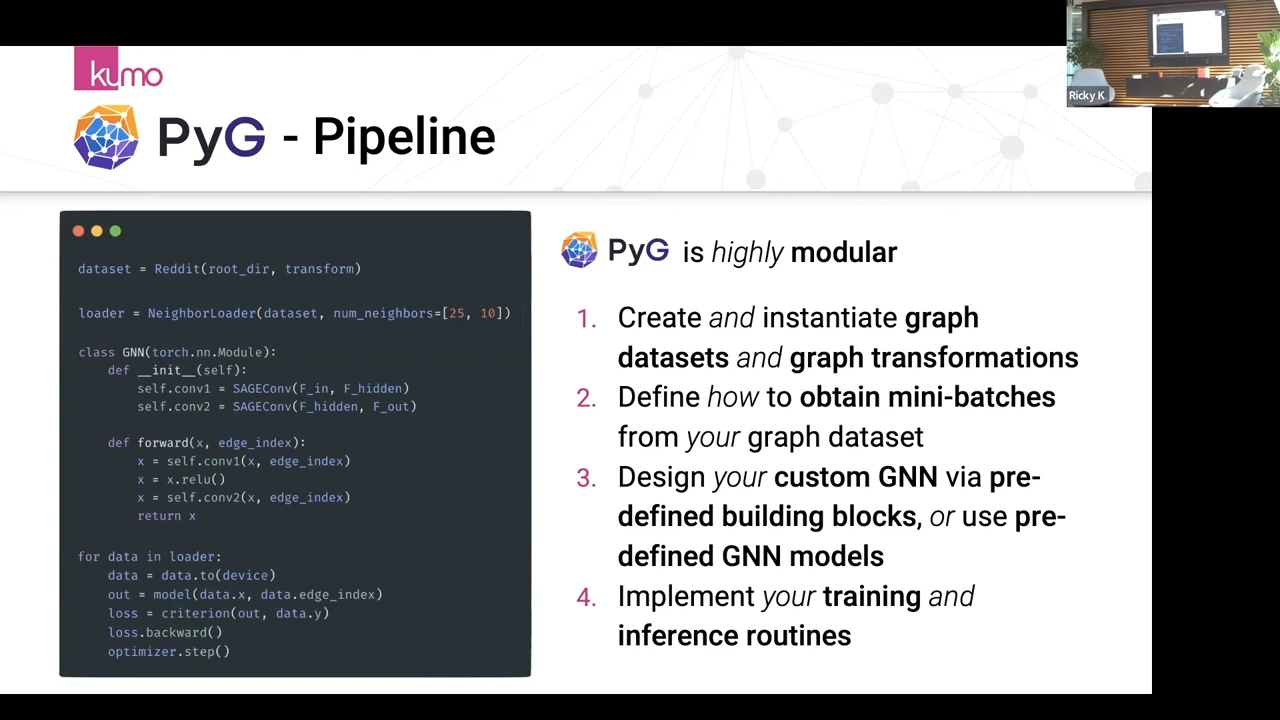 kumo
Ricky K
PyG - Pipeline
dataset = Reddit(root_dir, transform)
loader = NeighborLoader(dataset, num_neighbors=[25, 10])
class GNN(torch.nn.Module):
    def __init__(self):
        self.conv1 = SAGEConv(F_in, F_hidden)
        self.conv2 = SAGEConv(F_hidden, F_out)
    def forward(x, edge_index):
        x = self.conv1(x, edge_index)
        x = x.relu()
        x = self.conv2(x, edge_index)
        return x
for data in loader:
    data = data.to(device)
    out = model(data.x, data.edge_index)
    loss = criterion(out, data.y)
    loss.backward()
    optimizer.step()
PyG is highly modular
1. Create and instantiate graph
datasets and graph transformations
2. Define how to obtain mini-batches
from your graph dataset
3. Design your custom GNN via pre-
defined building blocks, or use pre-
defined GNN models
4. Implement your training and
inference routines